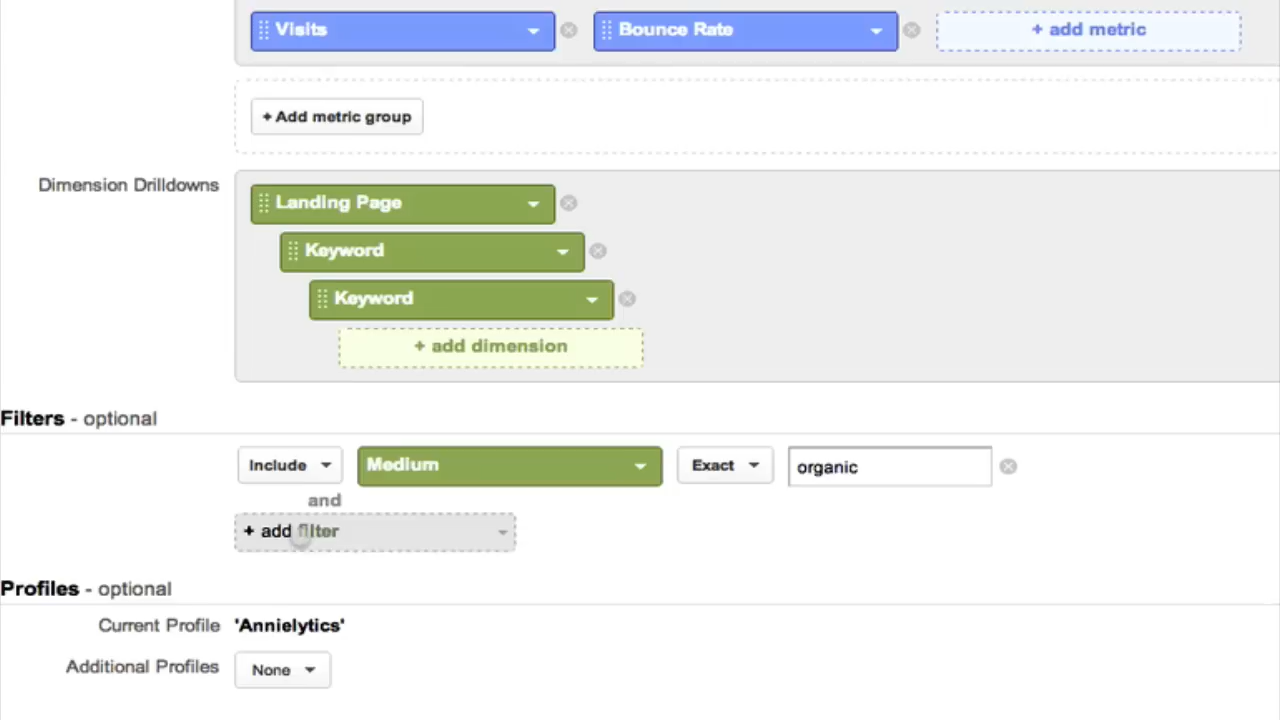 Visits Bounce Rate + add metric
+ Add metric group
Dimension Drilldowns
Landing Page
Keyword
Keyword
+ add dimension
Filters - optional
Include Medium Exact organic
and
+ add filter
Profiles - optional
Current Profile 'Annielytics'
Additional Profiles None